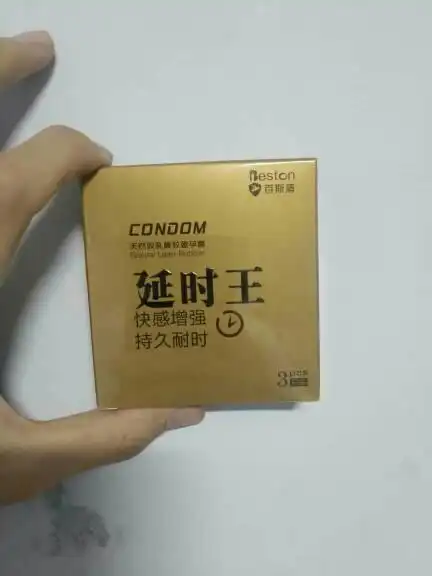 Beston
百斯盾
CONDOM
天然胶乳橡胶避孕套
Natural Latex Rubber
延时王
快感增强
持久耐时
3